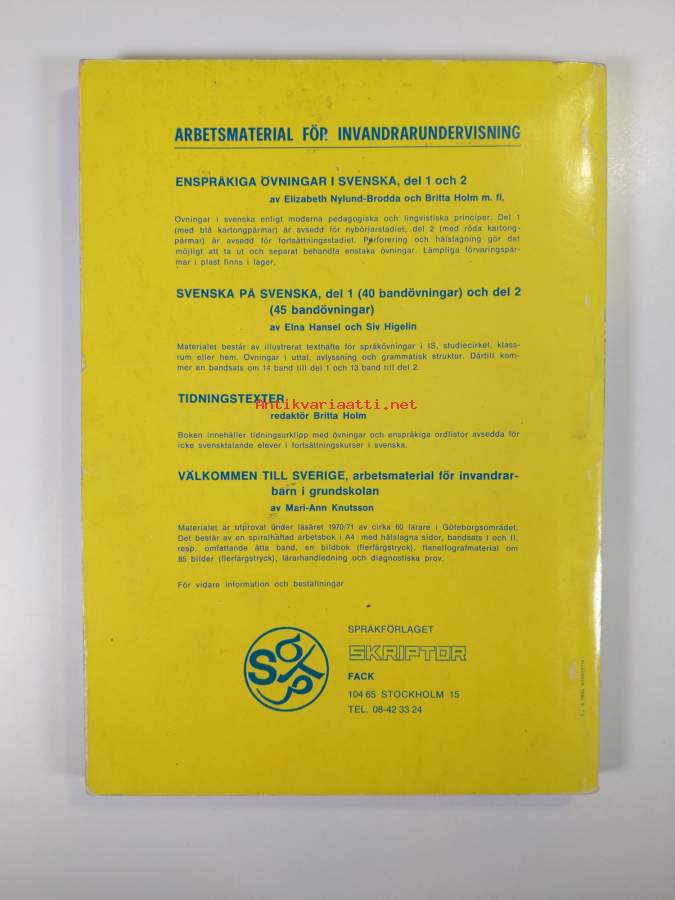 ARBETSMATERIAL FÖR INVANDRARUNDERVISNING
ENSPRÅKIGA ÖVNINGAR I SVENSKA, del 1 och 2
av Elizabeth Nylund-Brodda och Britta Holm m. fl.
Ovningar i svenska enligt moderna pedagogiska och lingvistiska principer. Del 1
(med blå kartongpärmar) är avsedd för nybörjarstadiet, del 2 (med röda kartong-
pärmar) är avsedd för fortsättningsstadiet. Perforering och hålslagning gör det
möjligt att ta ut och separat behandla enstaka övningar. Lämpliga förvaringspär-
mar i plast finns i lager.
SVENSKA PÅ SVENSKA, del 1 (40 bandövningar) och del 2
(45 bandövningar)
av Elna Hansel och Siv Higelin
Materialet består av illustrerat texthäfte för språkövningar i IS, studiecirkel, klass-
rum eller hem. Ovningar i uttal, avlyssning och grammatisk struktur. Därtill kom-
mer en bandsats om 14 band till del 1 och 13 band till del 2.
TIDNINGSTEXTER
Antikvariaatti.net
redaktör Britta Holm
Boken innehåller tidningsurklipp med övningar och enspråkiga ordlistor avsedda för
icke svensktalande elever i fortsättningskurser i svenska.
VÄLKOMMEN TILL SVERIGE, arbetsmaterial för invandrar-
barn i grundskolan
av Mari-Ann Knutsson
Materialet är utprovat under läsåret 1970/71 av cirka 60 lärare i Göteborgsområdet.
Det består av en spiralhäftad arbetsbok i A4 med hålslagna sidor, bandsats I och II,
resp. omfattande åtta band, en bildbok (flerfärgstryck), flanellografmaterial om
85 bilder (flerfärgstryck), lärarhandledning och diagnostiska prov.
För vidare information och beställningar
SPRÅKFÖRLAGET
SKRIPTOR
FACK
104 65 STOCKHOLM 15
TEL. 08-42 33 24